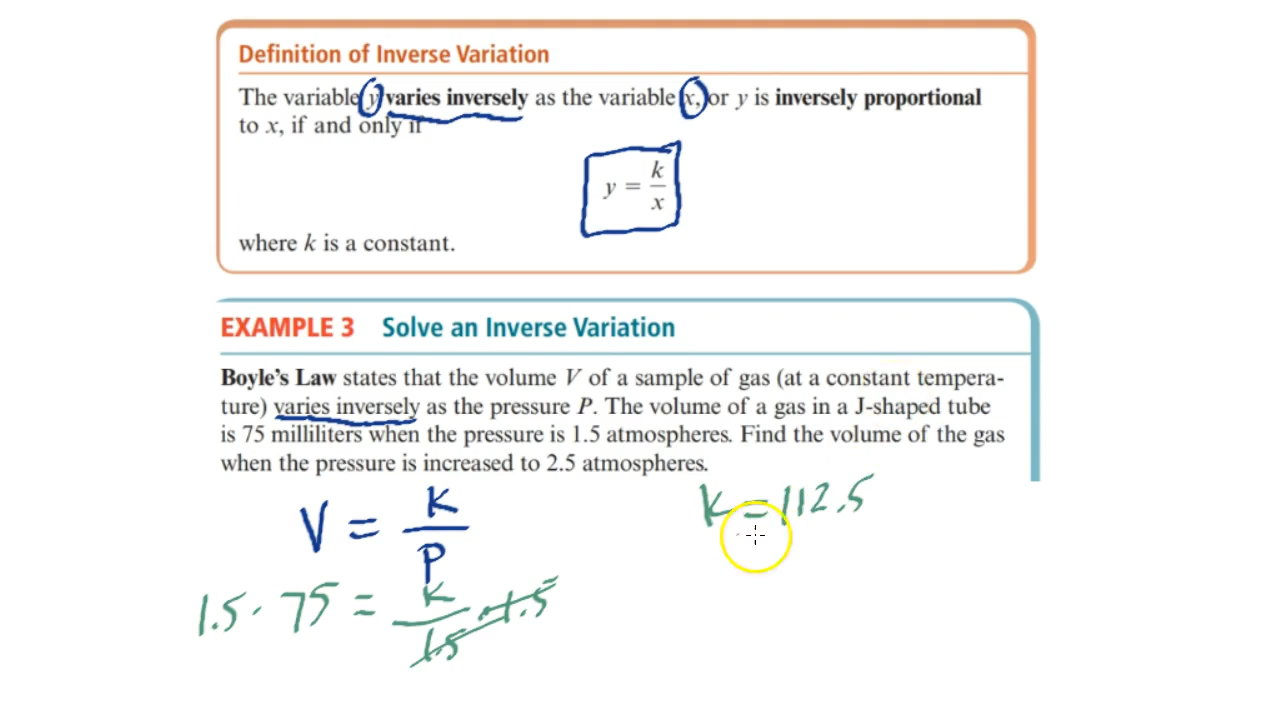 Definition of Inverse Variation
The variable y varies inversely as the variable x, or y is inversely proportional
to x, if and only if
y = k/x
where k is a constant.
EXAMPLE 3 Solve an Inverse Variation
Boyle's Law states that the volume V of a sample of gas (at a constant tempera-
ture) varies inversely as the pressure P. The volume of a gas in a J-shaped tube
is 75 milliliters when the pressure is 1.5 atmospheres. Find the volume of the gas
when the pressure is increased to 2.5 atmospheres.
V = K/P
K = 112.5
1.5 · 75 = K/1.5 · 1.5